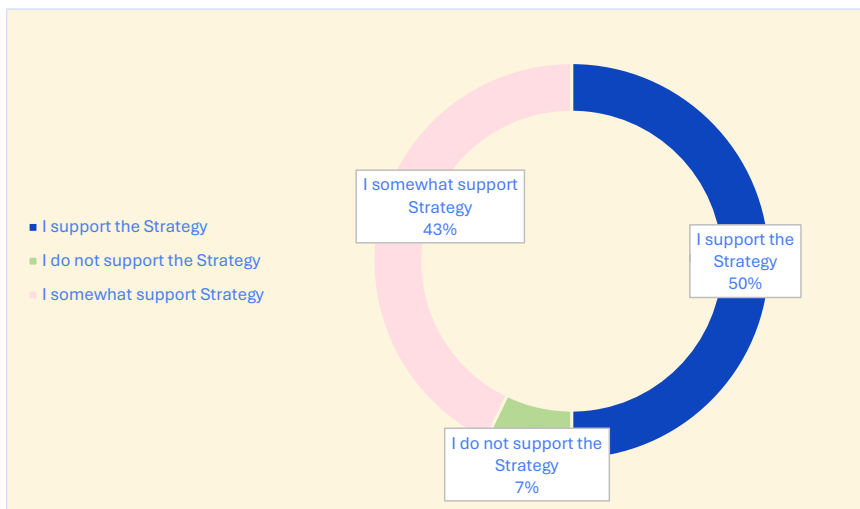 I support the Strategy
I do not support the Strategy
I somewhat support Strategy
I somewhat support
Strategy
43%
I support the
Strategy
50%
I do not support the
Strategy
7%